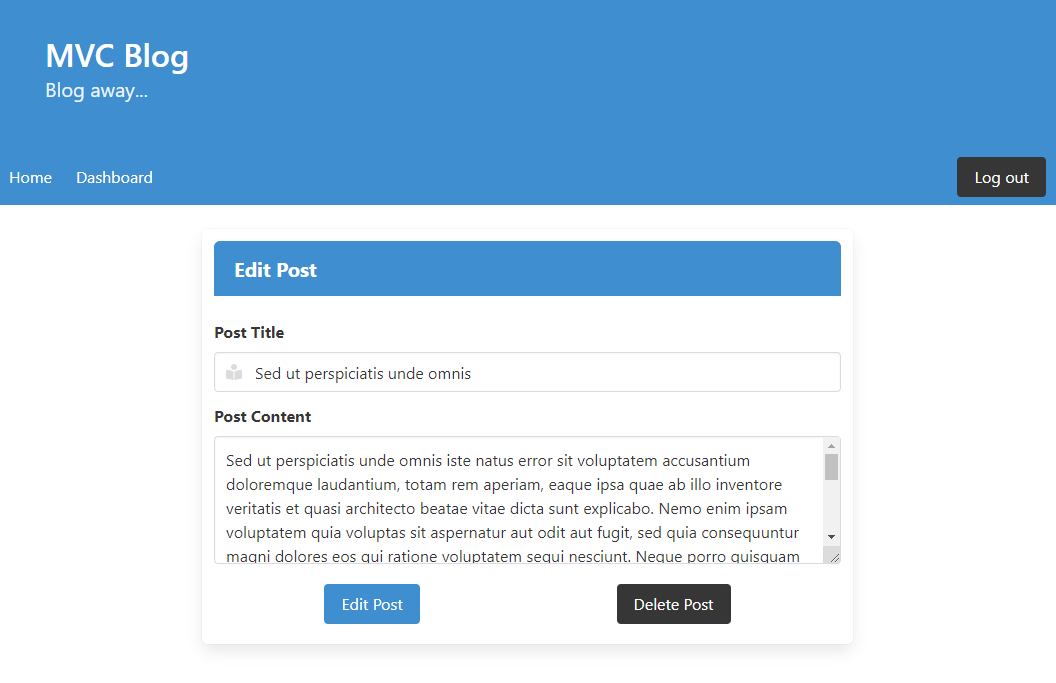 MVC Blog
Blog away...
Home Dashboard Log out
Edit Post
Post Title
Sed ut perspiciatis unde omnis
Post Content
Sed ut perspiciatis unde omnis iste natus error sit voluptatem accusantium
doloremque laudantium, totam rem aperiam, eaque ipsa quae ab illo inventore
veritatis et quasi architecto beatae vitae dicta sunt explicabo. Nemo enim ipsam
voluptatem quia voluptas sit aspernatur aut odit aut fugit, sed quia consequuntur
magni dolores eos qui ratione voluptatem sequi nesciunt. Neque porro quisquam
Edit Post Delete Post